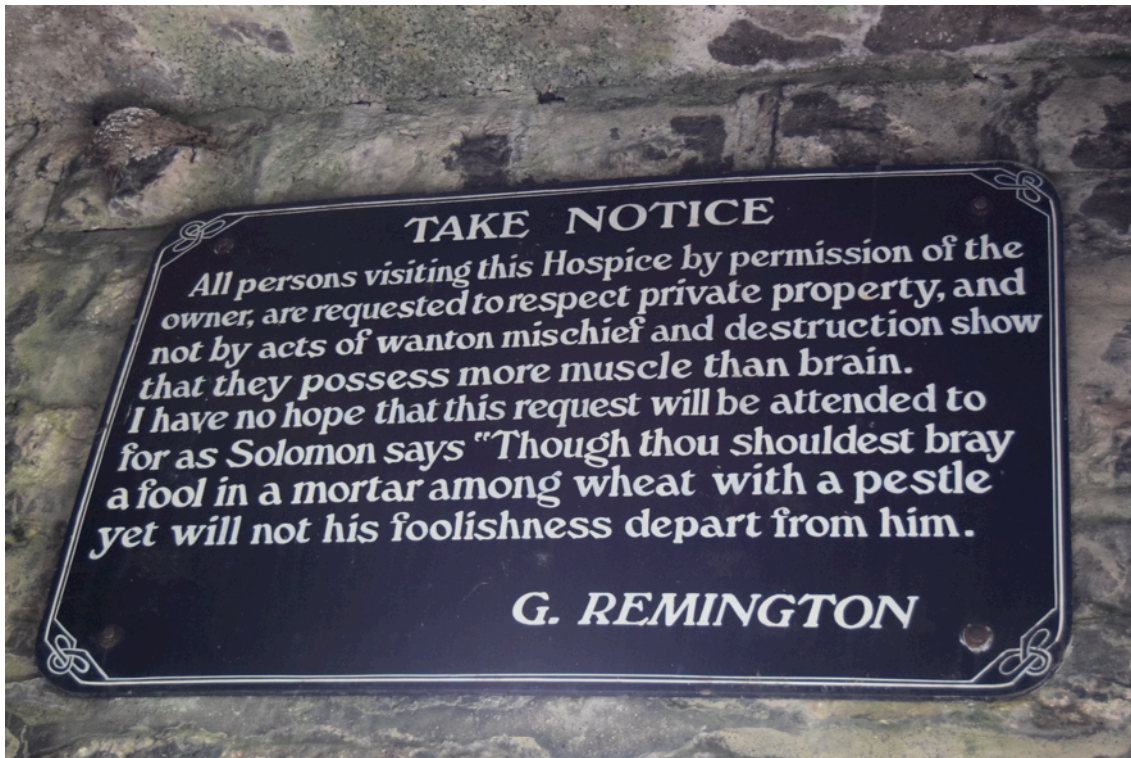 TAKE NOTICE
All persons visiting this Hospice by permission of the
owner, are requested to respect private property, and
not by acts of wanton mischief and destruction show
that they possess more muscle than brain.
I have no hope that this request will be attended to
for as Solomon says "Though thou shouldest bray
a fool in a mortar among wheat with a pestle
yet will not his foolishness depart from him.
G. REMINGTON